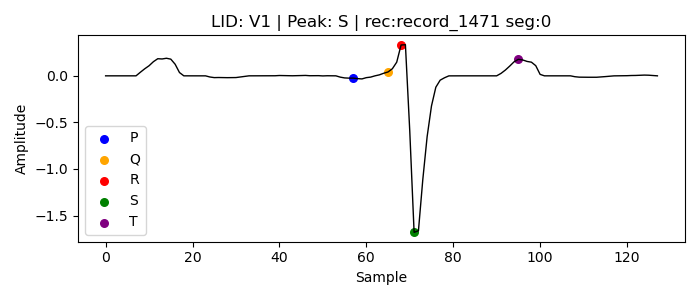 LID: V1 | Peak: S | rec:record_1471 seg:0
Amplitude
0.0
−0.5
−1.0
−1.5
P
Q
R
S
T
0 20 40 60 80 100 120
Sample